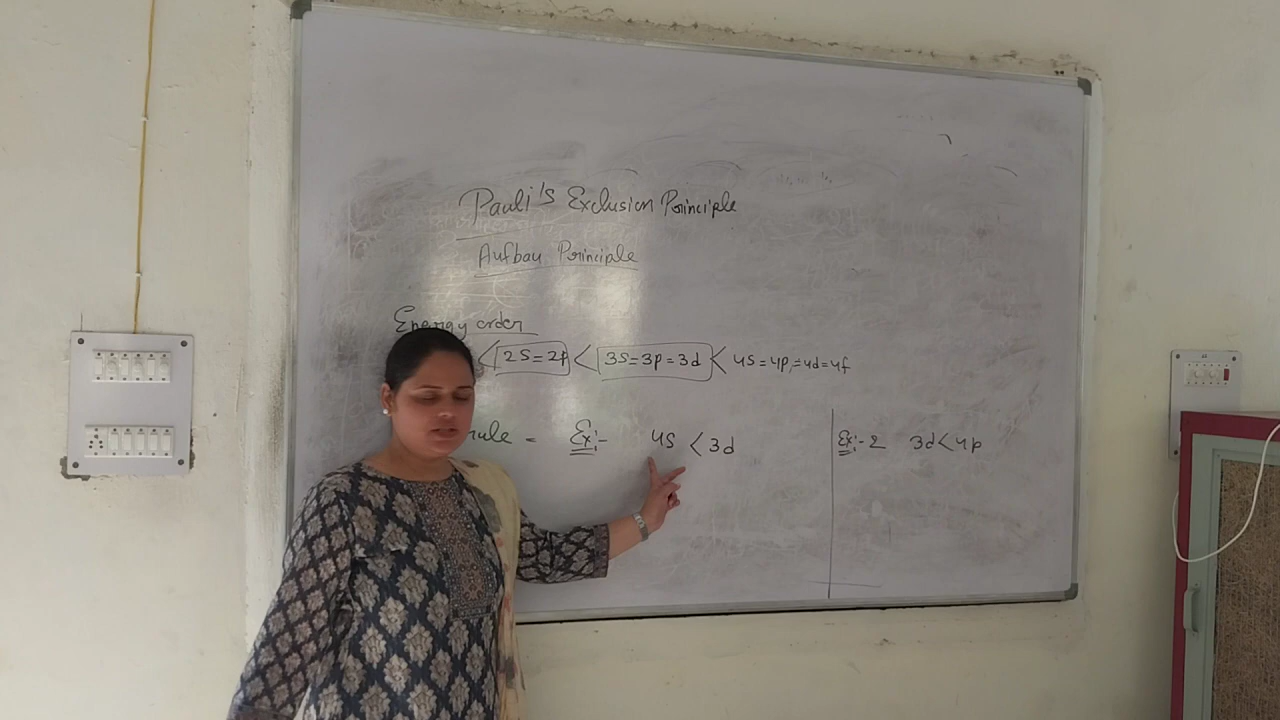 Pauli's Exclusion Principle
Aufbau Principle
Energy order
< 2s = 2p < 3s = 3p = 3d < 4s = 4p = 4d = 4f
rule = Ex:- 4s < 3d
Ex:- 2 3d < 4p